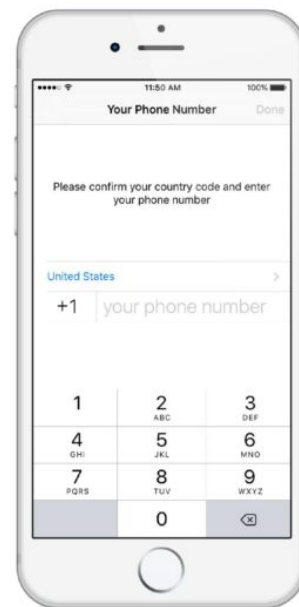 11:50 AM 100%
Your Phone Number Done
Please confirm your country code and enter
your phone number
United States
+1 your phone number
1 2 3
ABC DEF
4 5 6
GHI JKL MNO
7 8 9
PQRS TUV WXYZ
0